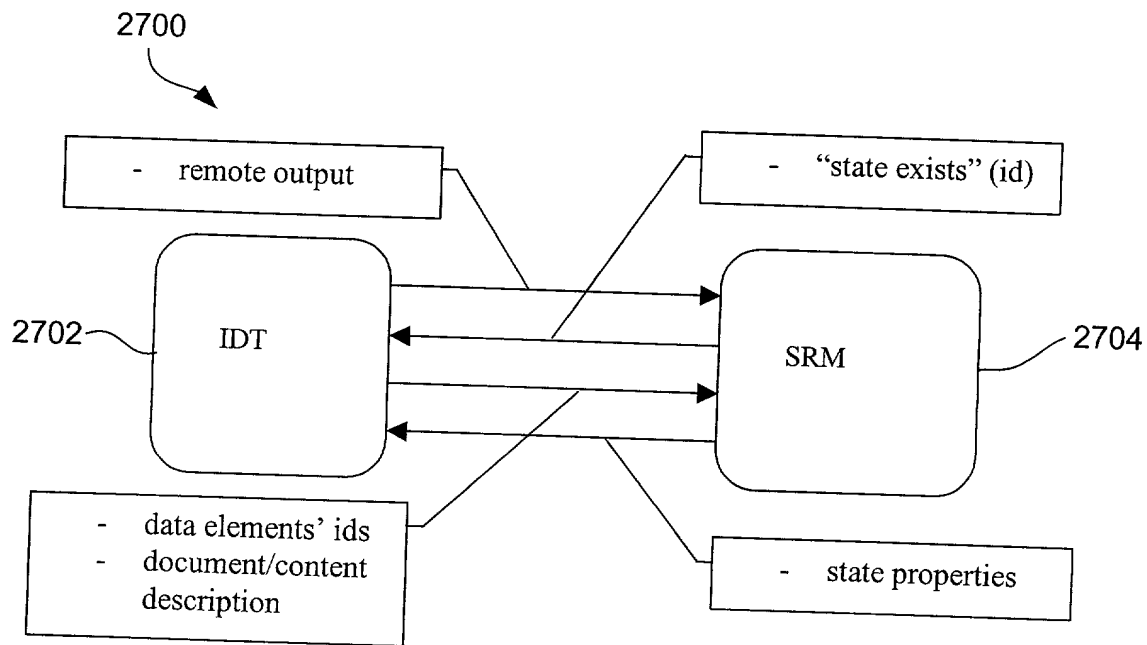 2700
- remote output
- “state exists” (id)
2702
IDT
SRM
2704
- data elements’ ids
- document/content
description
- state properties